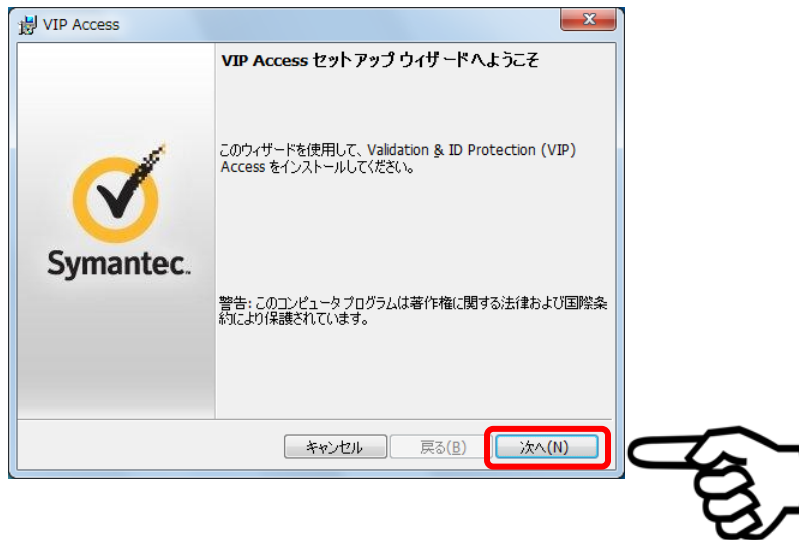 VIP Access
VIP Access セットアップ ウィザードへようこそ
このウィザードを使用して、Validation & ID Protection (VIP)
Access をインストールしてください。
Symantec.
警告: このコンピュータ プログラムは著作権に関する法律および国際条
約により保護されています。
キャンセル 戻る(B) 次へ(N)